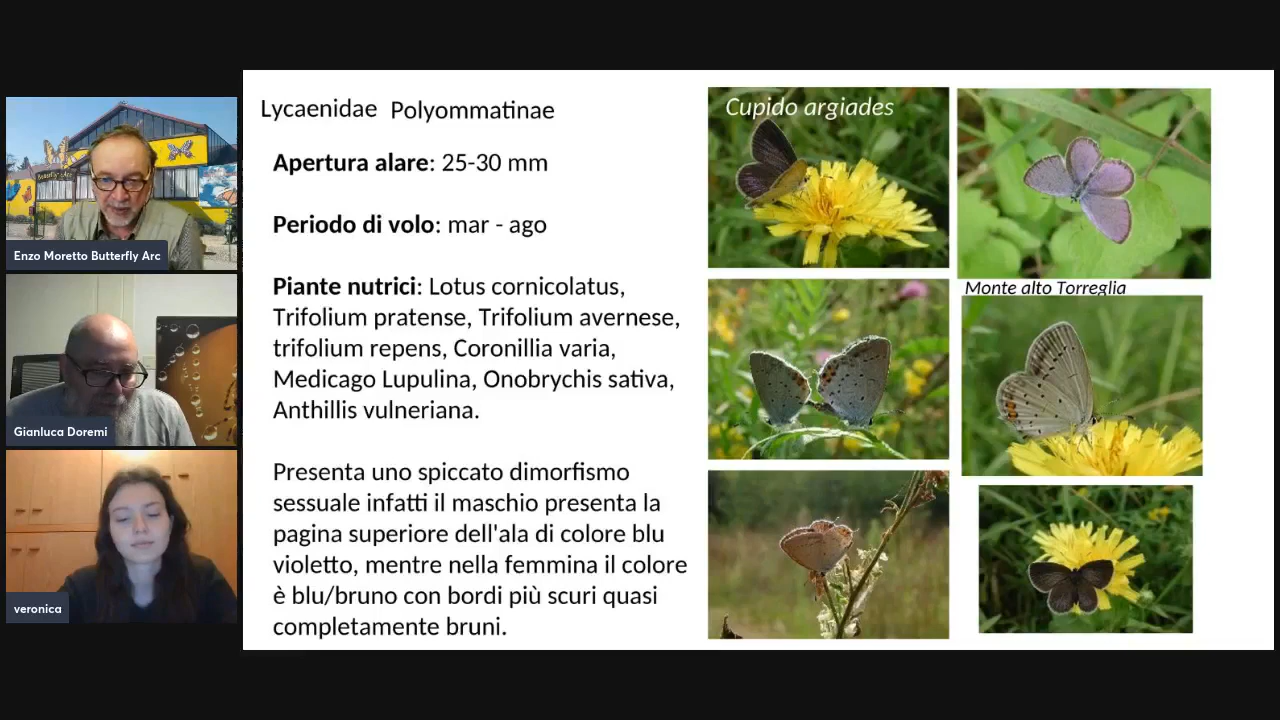 Lycaenidae Polyommatinae
Apertura alare: 25-30 mm
Periodo di volo: mar - ago
Piante nutrici: Lotus cornicolatus,
Trifolium pratense, Trifolium avernese,
trifolium repens, Coronillia varia,
Medicago Lupulina, Onobrychis sativa,
Anthillis vulneriana.
Presenta uno spiccato dimorfismo
sessuale infatti il maschio presenta la
pagina superiore dell'ala di colore blu
violetto, mentre nella femmina il colore
è blu/bruno con bordi più scuri quasi
completamente bruni.
Cupido argiades
Monte alto Torreglia
Enzo Moretto Butterfly Arc
Gianluca Doremi
veronica